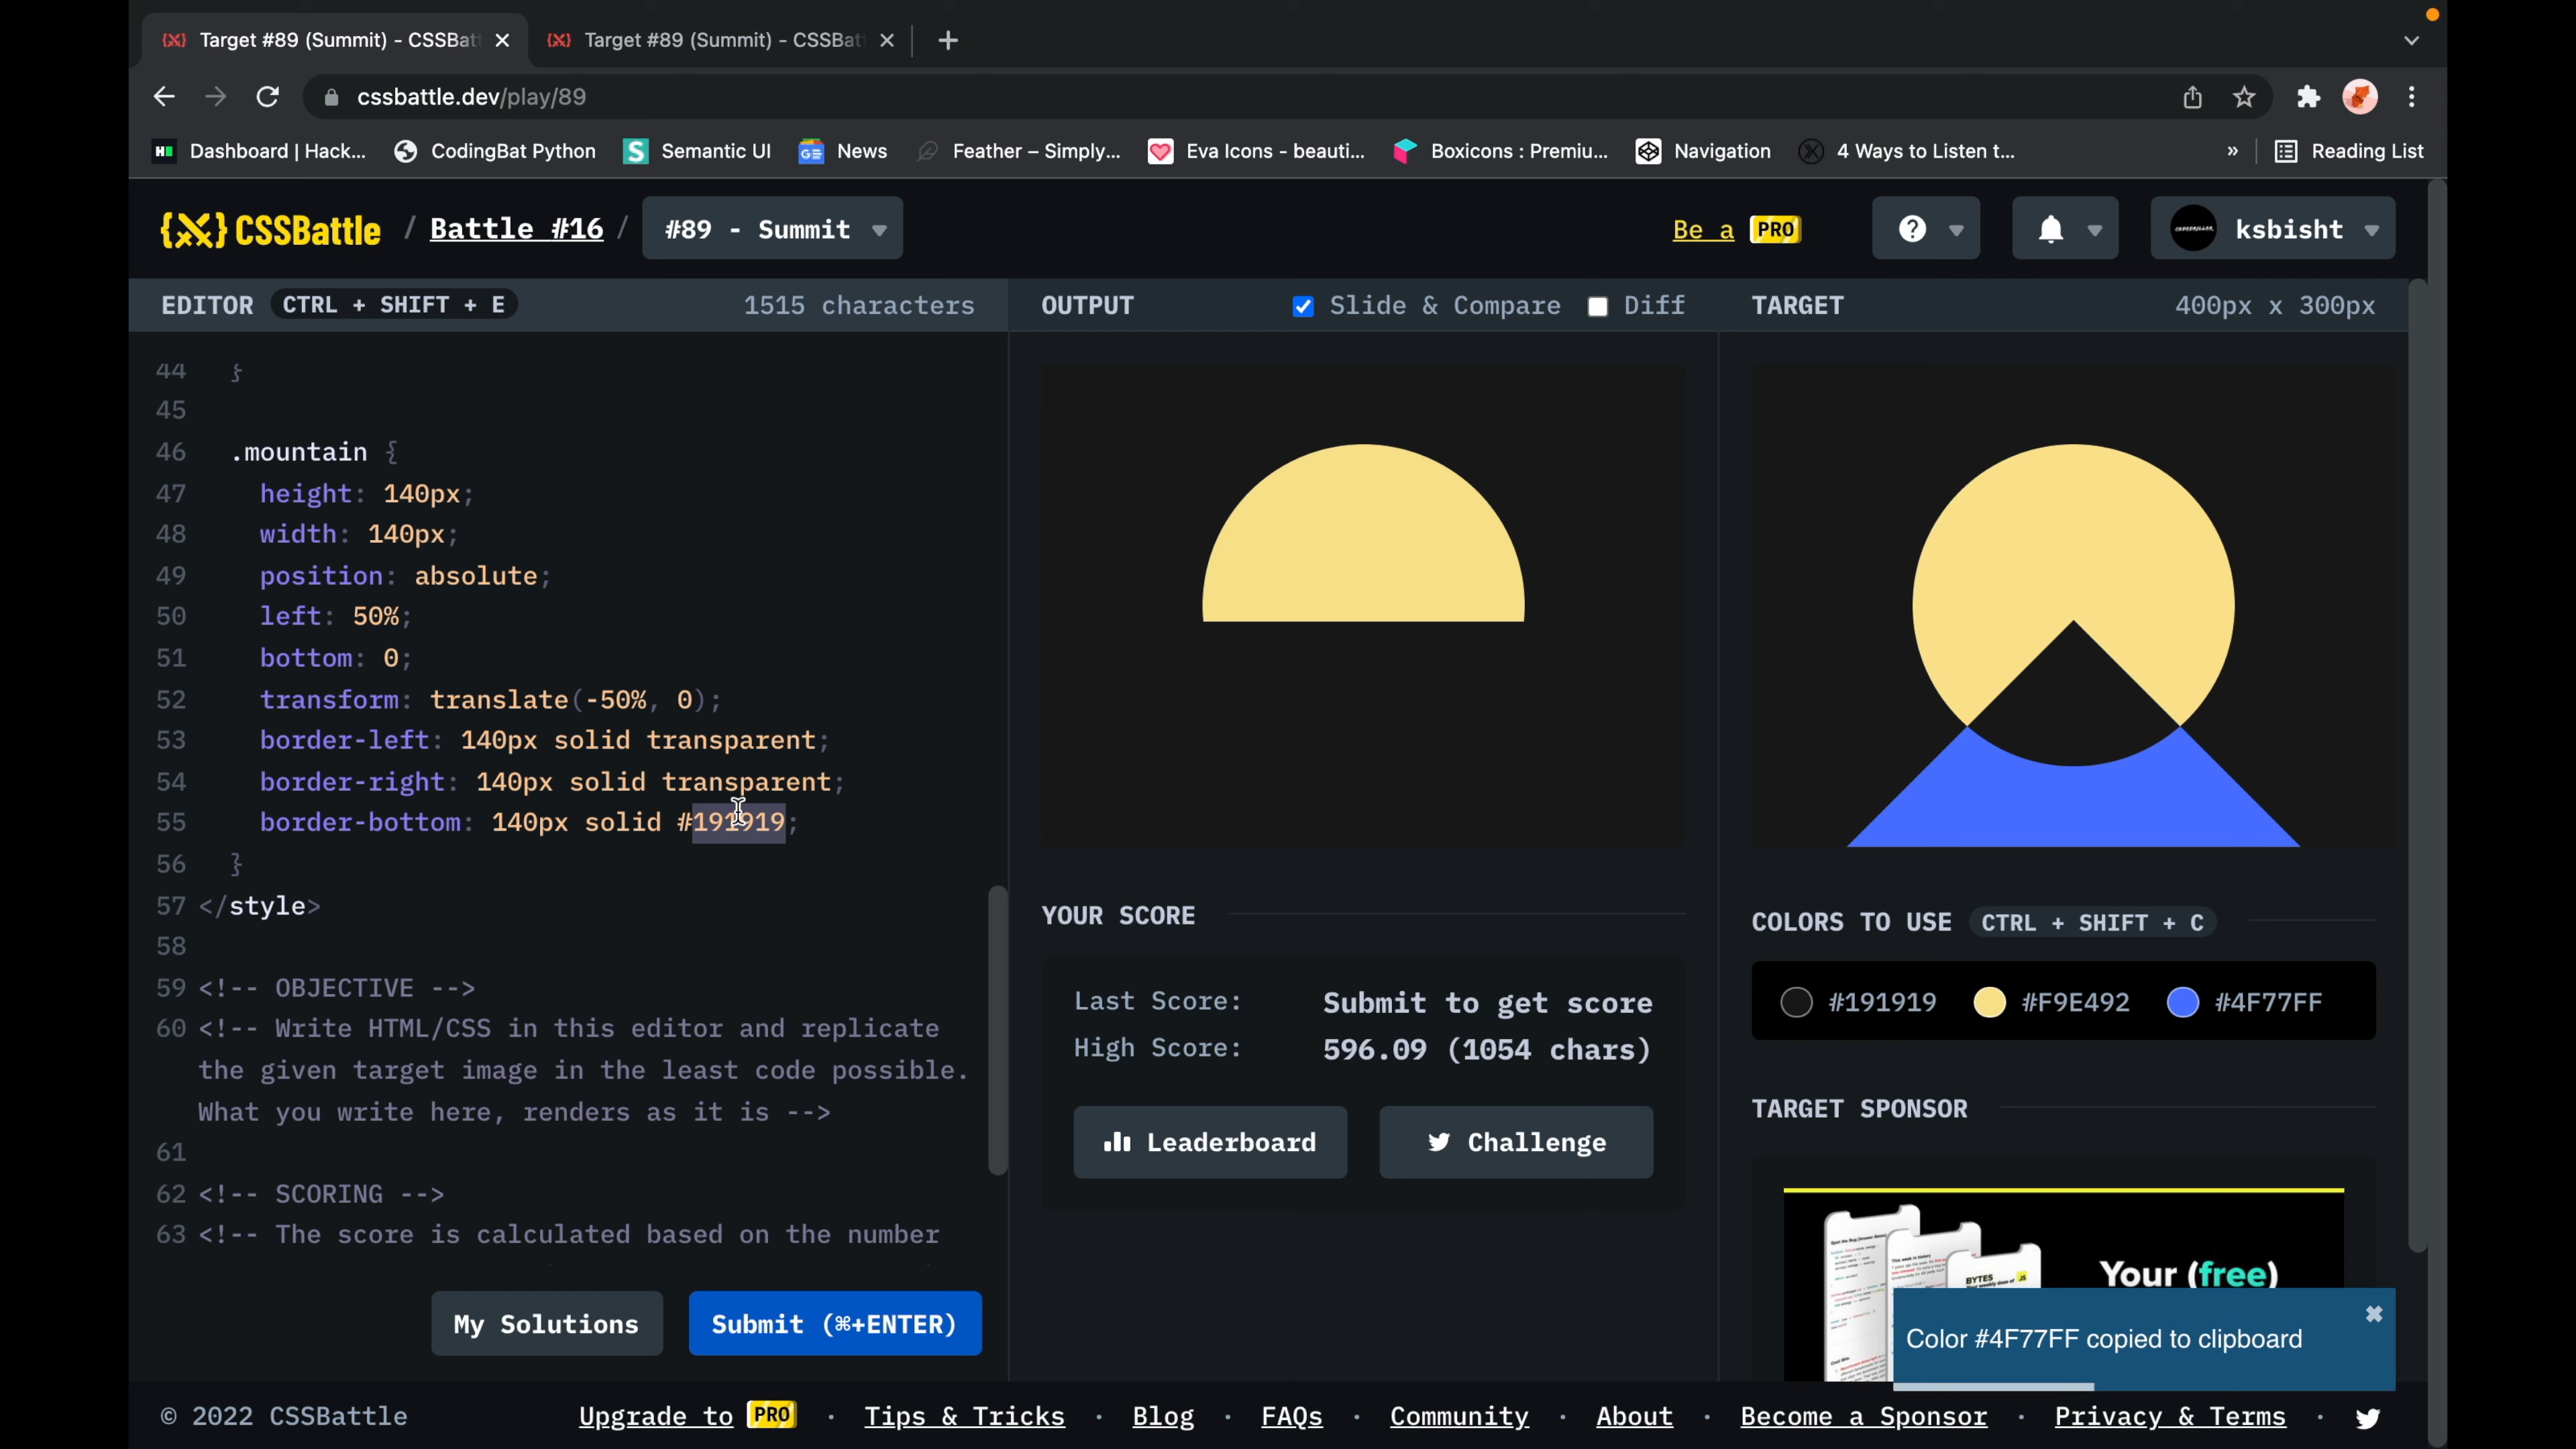 Target #89 (Summit) - CSSBat
Target #89 (Summit) - CSSBat
cssbattle.dev/play/89
Dashboard | Hack...
CodingBat Python
Semantic UI
News
Feather – Simply...
Eva Icons - beauti...
Boxicons : Premiu...
Navigation
4 Ways to Listen t...
»
Reading List
{X} CSSBattle / Battle #16 / #89 - Summit
Be a PRO
ksbisht
EDITOR CTRL + SHIFT + E 1515 characters
OUTPUT Slide & Compare Diff
TARGET 400px x 300px
44 }
45
46 .mountain {
47 height: 140px;
48 width: 140px;
49 position: absolute;
50 left: 50%;
51 bottom: 0;
52 transform: translate(-50%, 0);
53 border-left: 140px solid transparent;
54 border-right: 140px solid transparent;
55 border-bottom: 140px solid #191919;
56 }
57 </style>
58
59 <!-- OBJECTIVE -->
60 <!-- Write HTML/CSS in this editor and replicate
the given target image in the least code possible.
What you write here, renders as it is -->
61
62 <!-- SCORING -->
63 <!-- The score is calculated based on the number
My Solutions
Submit (⌘+ENTER)
YOUR SCORE
Last Score: Submit to get score
High Score: 596.09 (1054 chars)
Leaderboard
Challenge
COLORS TO USE CTRL + SHIFT + C
#191919 #F9E492 #4F77FF
TARGET SPONSOR
BYTES
JS
Your (free)
Color #4F77FF copied to clipboard
© 2022 CSSBattle
Upgrade to PRO · Tips & Tricks · Blog · FAQs · Community · About · Become a Sponsor · Privacy & Terms ·